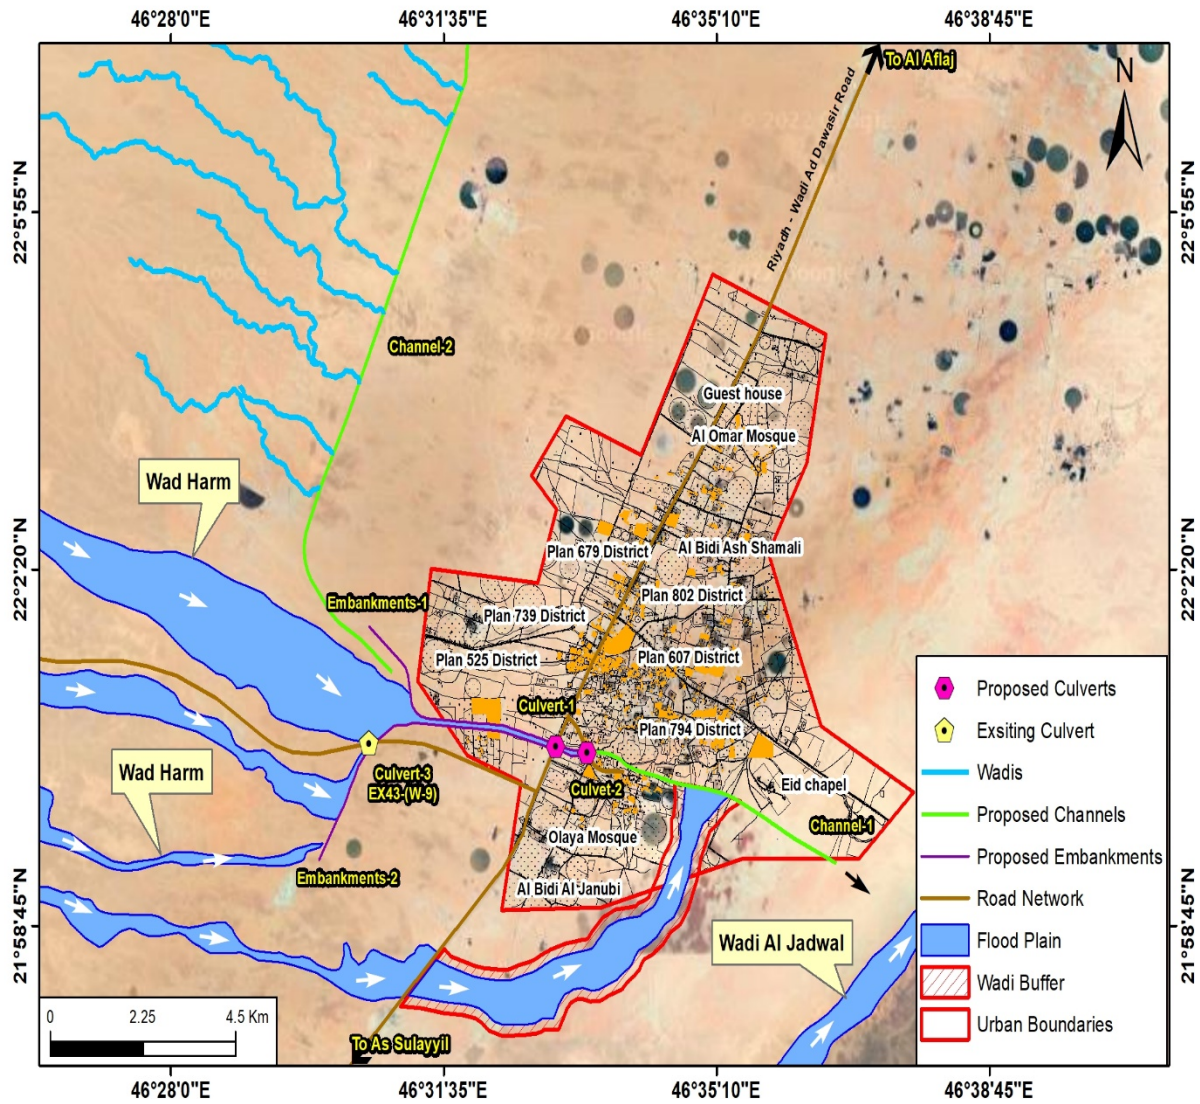 46°28'0"E
46°31'35"E
46°35'10"E
46°38'45"E
To Al Aflaj
N
Riyadh - Wadi Ad Dawasir Road
22°5'55"N
22°5'55"N
Channel-2
Guest house
Al Omar Mosque
Wad Harm
Plan 679 District
Al Bidi Ash Shamali
22°2'20"N
22°2'20"N
Plan 802 District
Embankments-1
Plan 739 District
Plan 525 District
Plan 607 District
Culvert-1
Plan 794 District
Wad Harm
Culvert-3
EX43-(W-9)
Culvet-2
Eid chapel
Channel-1
Olaya Mosque
Embankments-2
Al Bidi Al Janubi
Wadi Al Jadwal
21°58'45"N
21°58'45"N
To As Sulayyil
0 2.25 4.5 Km
Proposed Culverts
Exsiting Culvert
Wadis
Proposed Channels
Proposed Embankments
Road Network
Flood Plain
Wadi Buffer
Urban Boundaries
46°28'0"E
46°31'35"E
46°35'10"E
46°38'45"E